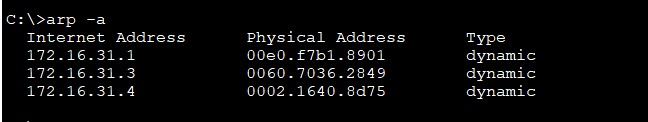 C:\>arp -a
Internet Address Physical Address Type
172.16.31.1 00e0.f7b1.8901 dynamic
172.16.31.3 0060.7036.2849 dynamic
172.16.31.4 0002.1640.8d75 dynamic